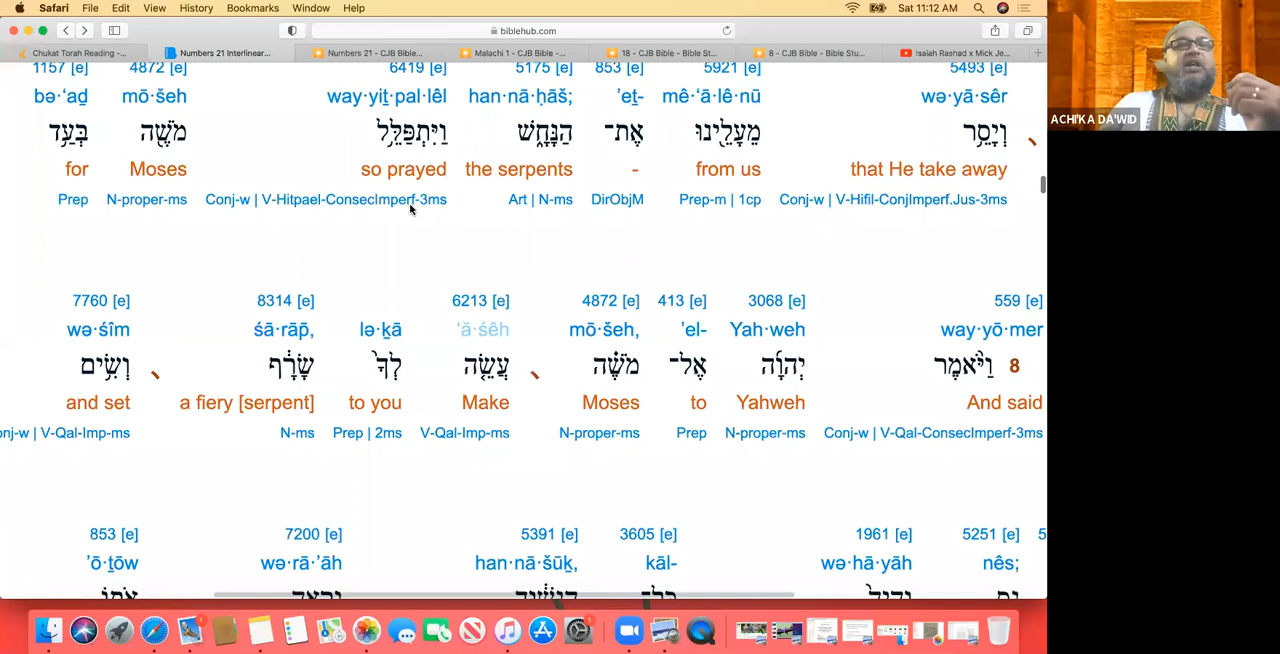 Safari File Edit View History Bookmarks Window Help Sat 11:12 AM
biblehub.com
Chukat Torah Reading -... Numbers 21 Interlinear... Numbers 21 - CJB Bible... Malachi 1 - CJB Bible -... 18 - CJB Bible - Bible St... 8 - CJB Bible - Bible Stu... Isaiah Rashad x Mick Je...
1157 [e] 4872 [e] 6419 [e] 5175 [e] 853 [e] 5921 [e] 5493 [e]
bə·‘aḏ mō·šeh way·yiṯ·pal·lêl han·nā·ḥāš; ’eṯ- mê·‘ā·lê·nū wə·yā·sêr
בְּעַ֥ד מֹשֶׁ֖ה וַיִּתְפַּלֵּ֥ל הַנָּחָ֑שׁ אֶת־ מֵעָלֵ֖ינוּ וְיָסֵ֥ר
for Moses so prayed the serpents - from us that He take away
Prep N-proper-ms Conj-w | V-Hitpael-ConsecImperf-3ms Art | N-ms DirObjM Prep-m | 1cp Conj-w | V-Hifil-ConjImperf.Jus-3ms
7760 [e] 8314 [e] 6213 [e] 4872 [e] 413 [e] 3068 [e] 559 [e]
wə·śîm śā·rāp̄, lə·ḵā ‘ă·śêh mō·šeh, ’el- Yah·weh way·yō·mer
וְשִׂ֥ים שָׂרָ֔ף לְךָ֙ עֲשֵׂ֤ה מֹשֶׁ֗ה אֶל־ יְהוָ֜ה וַיֹּ֨אמֶר 8
and set a fiery [serpent] to you Make Moses to Yahweh And said
onj-w | V-Qal-Imp-ms N-ms Prep | 2ms V-Qal-Imp-ms N-proper-ms Prep N-proper-ms Conj-w | V-Qal-ConsecImperf-3ms
853 [e] 7200 [e] 5391 [e] 3605 [e] 1961 [e] 5251 [e] 5
’ō·ṯōw wə·rā·’āh han·nā·šūḵ, kāl- wə·hā·yāh nês;
ACHI'KA DA'WID